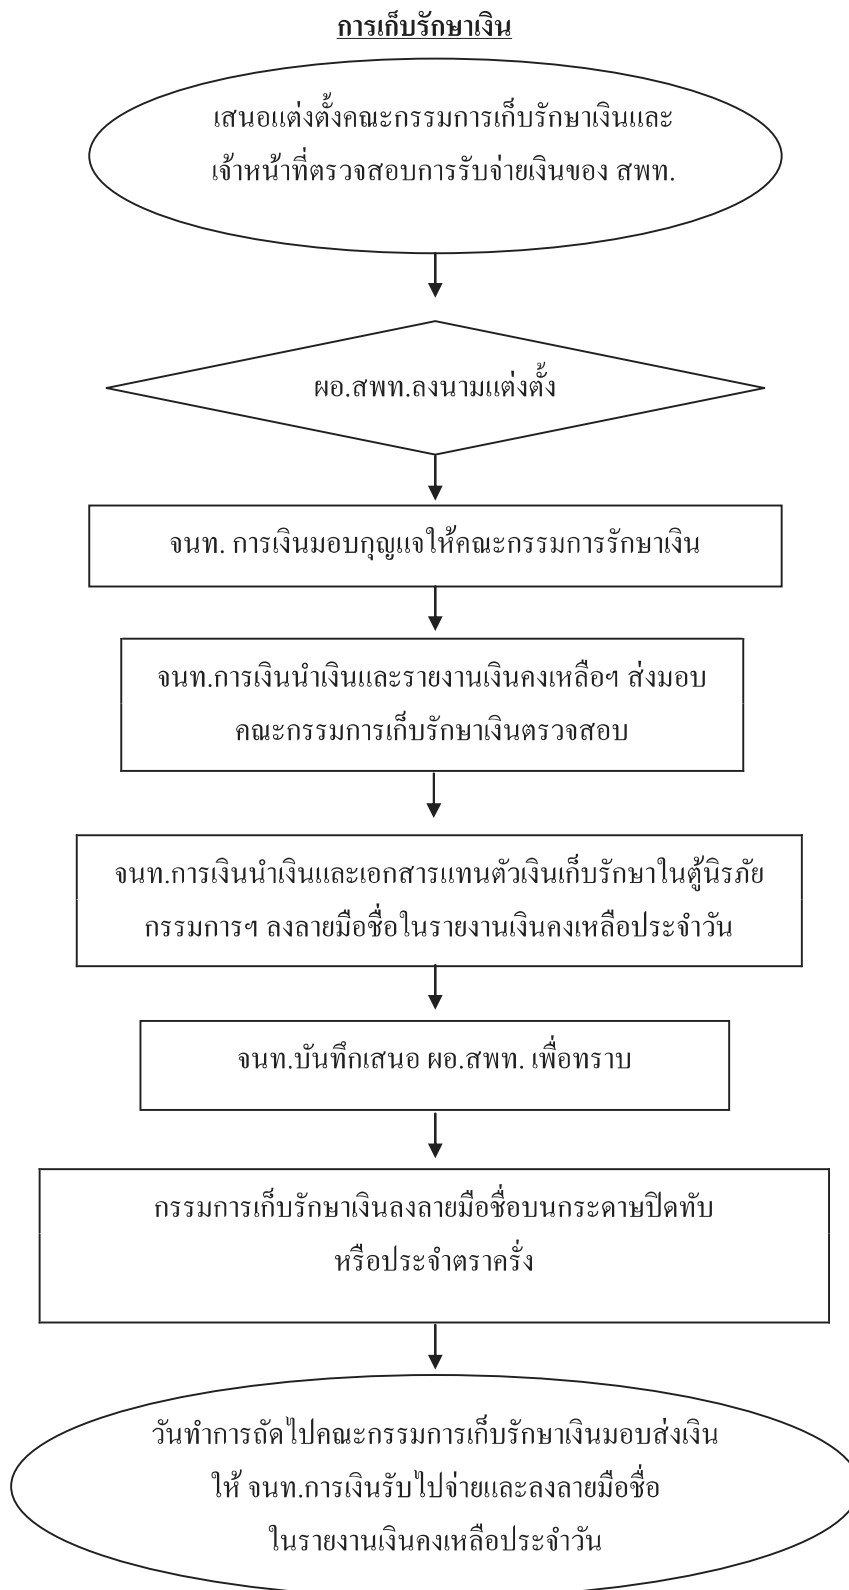 การเก็บรักษาเงิน
เสนอแต่งตั้งคณะกรรมการเก็บรักษาเงินและ
เจ้าหน้าที่ตรวจสอบการรับจ่ายเงินของ สพท.
ผอ.สพท.ลงนามแต่งตั้ง
จนท. การเงินมอบกุญแจให้คณะกรรมการรักษาเงิน
จนท.การเงินนำเงินและรายงานเงินคงเหลือฯ ส่งมอบ
คณะกรรมการเก็บรักษาเงินตรวจสอบ
จนท.การเงินนำเงินและเอกสารแทนตัวเงินเก็บรักษาในตู้นิรภัย
กรรมการฯ ลงลายมือชื่อในรายงานเงินคงเหลือประจำวัน
จนท.บันทึกเสนอ ผอ.สพท. เพื่อทราบ
กรรมการเก็บรักษาเงินลงลายมือชื่อบนกระดาษปิดทับ
หรือประจำตราครั่ง
วันทำการถัดไปคณะกรรมการเก็บรักษาเงินมอบส่งเงิน
ให้ จนท.การเงินรับไปจ่ายและลงลายมือชื่อ
ในรายงานเงินคงเหลือประจำวัน